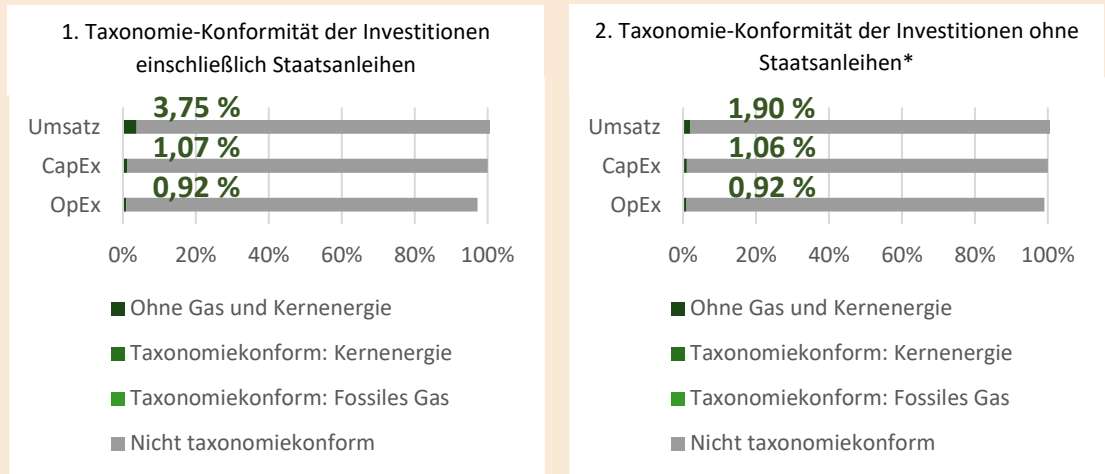 1. Taxonomie-Konformität der Investitionen
einschließlich Staatsanleihen
3,75 %
Umsatz
1,07 %
CapEx
0,92 %
OpEx
0% 20% 40% 60% 80% 100%
Ohne Gas und Kernenergie
Taxonomiekonform: Kernenergie
Taxonomiekonform: Fossiles Gas
Nicht taxonomiekonform
2. Taxonomie-Konformität der Investitionen ohne
Staatsanleihen*
1,90 %
Umsatz
1,06 %
CapEx
0,92 %
OpEx
0% 20% 40% 60% 80% 100%
Ohne Gas und Kernenergie
Taxonomiekonform: Kernenergie
Taxonomiekonform: Fossiles Gas
Nicht taxonomiekonform